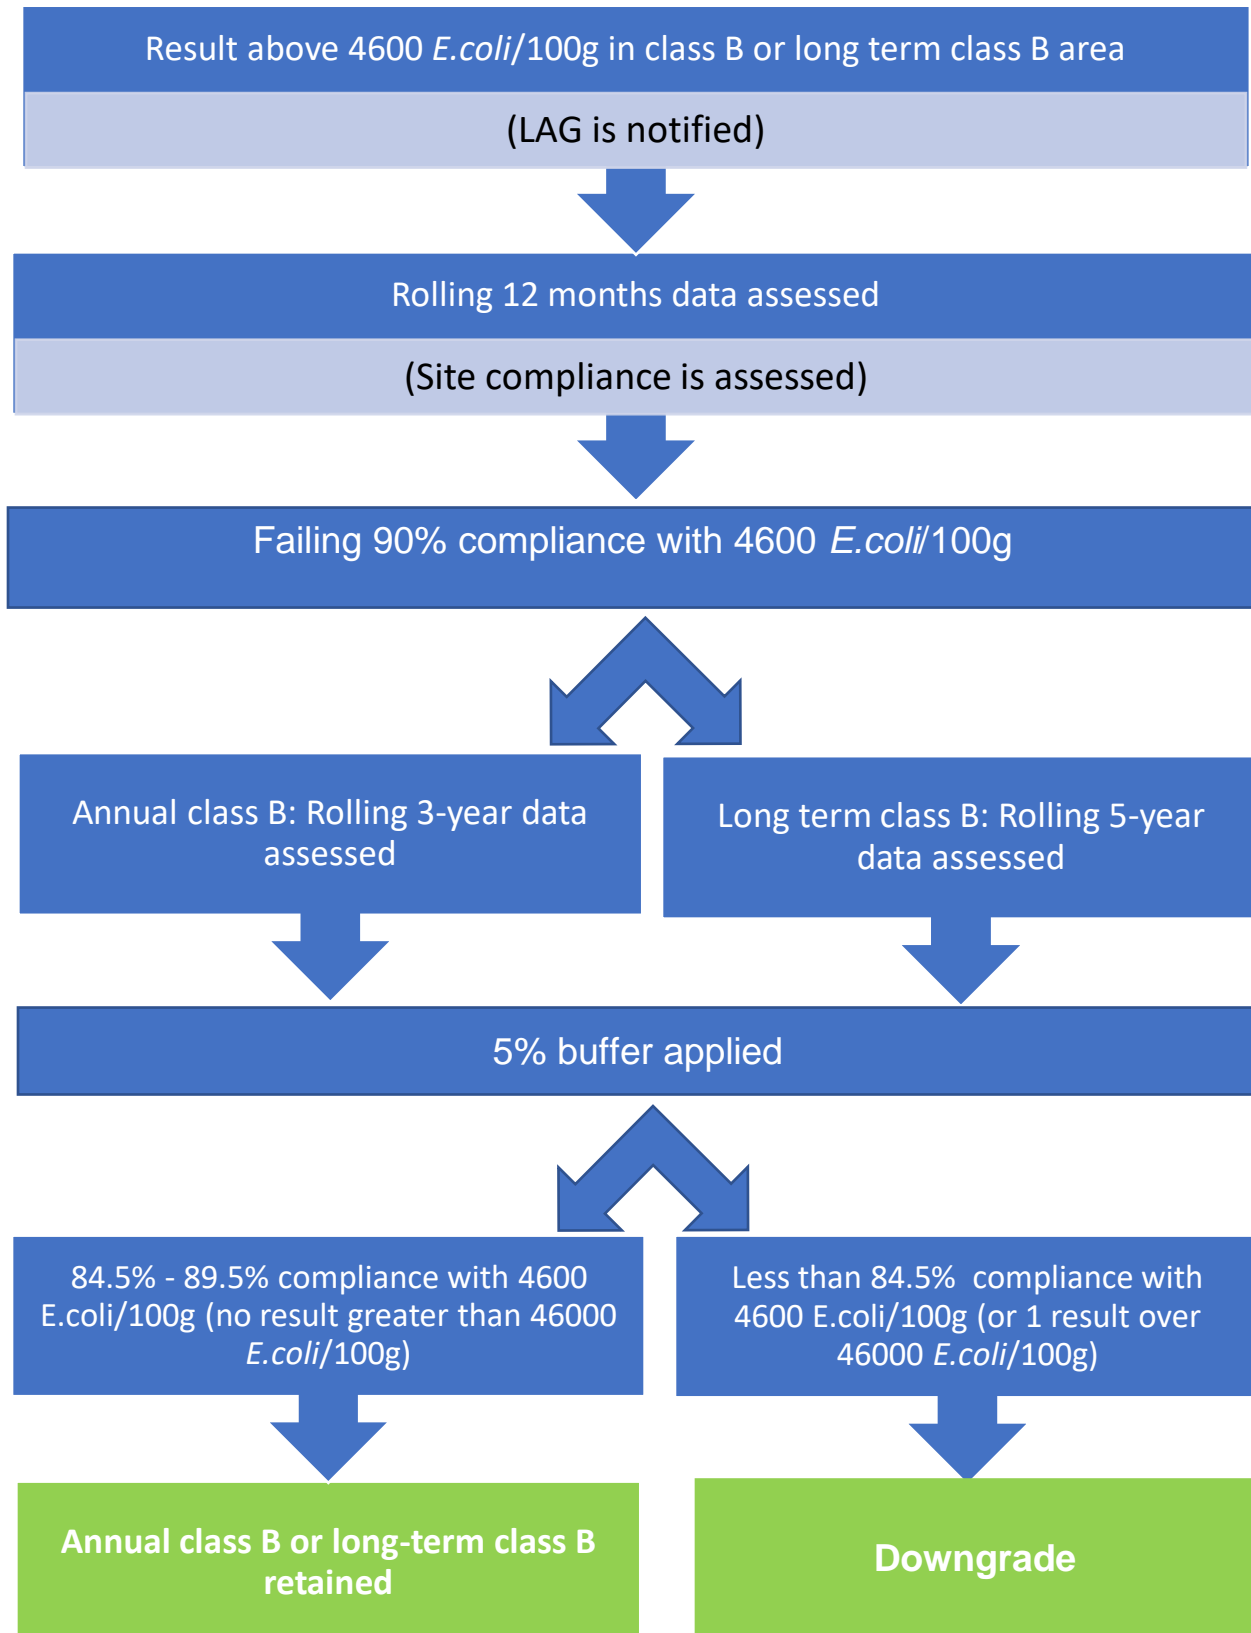 Result above 4600 E.coli/100g in class B or long term class B area
(LAG is notified)
Rolling 12 months data assessed
(Site compliance is assessed)
Failing 90% compliance with 4600 E.coli/100g
Annual class B: Rolling 3-year data
assessed
Long term class B: Rolling 5-year
data assessed
5% buffer applied
84.5% - 89.5% compliance with 4600
E.coli/100g (no result greater than 46000
E.coli/100g)
Less than 84.5% compliance with
4600 E.coli/100g (or 1 result over
46000 E.coli/100g)
Annual class B or long-term class B
retained
Downgrade